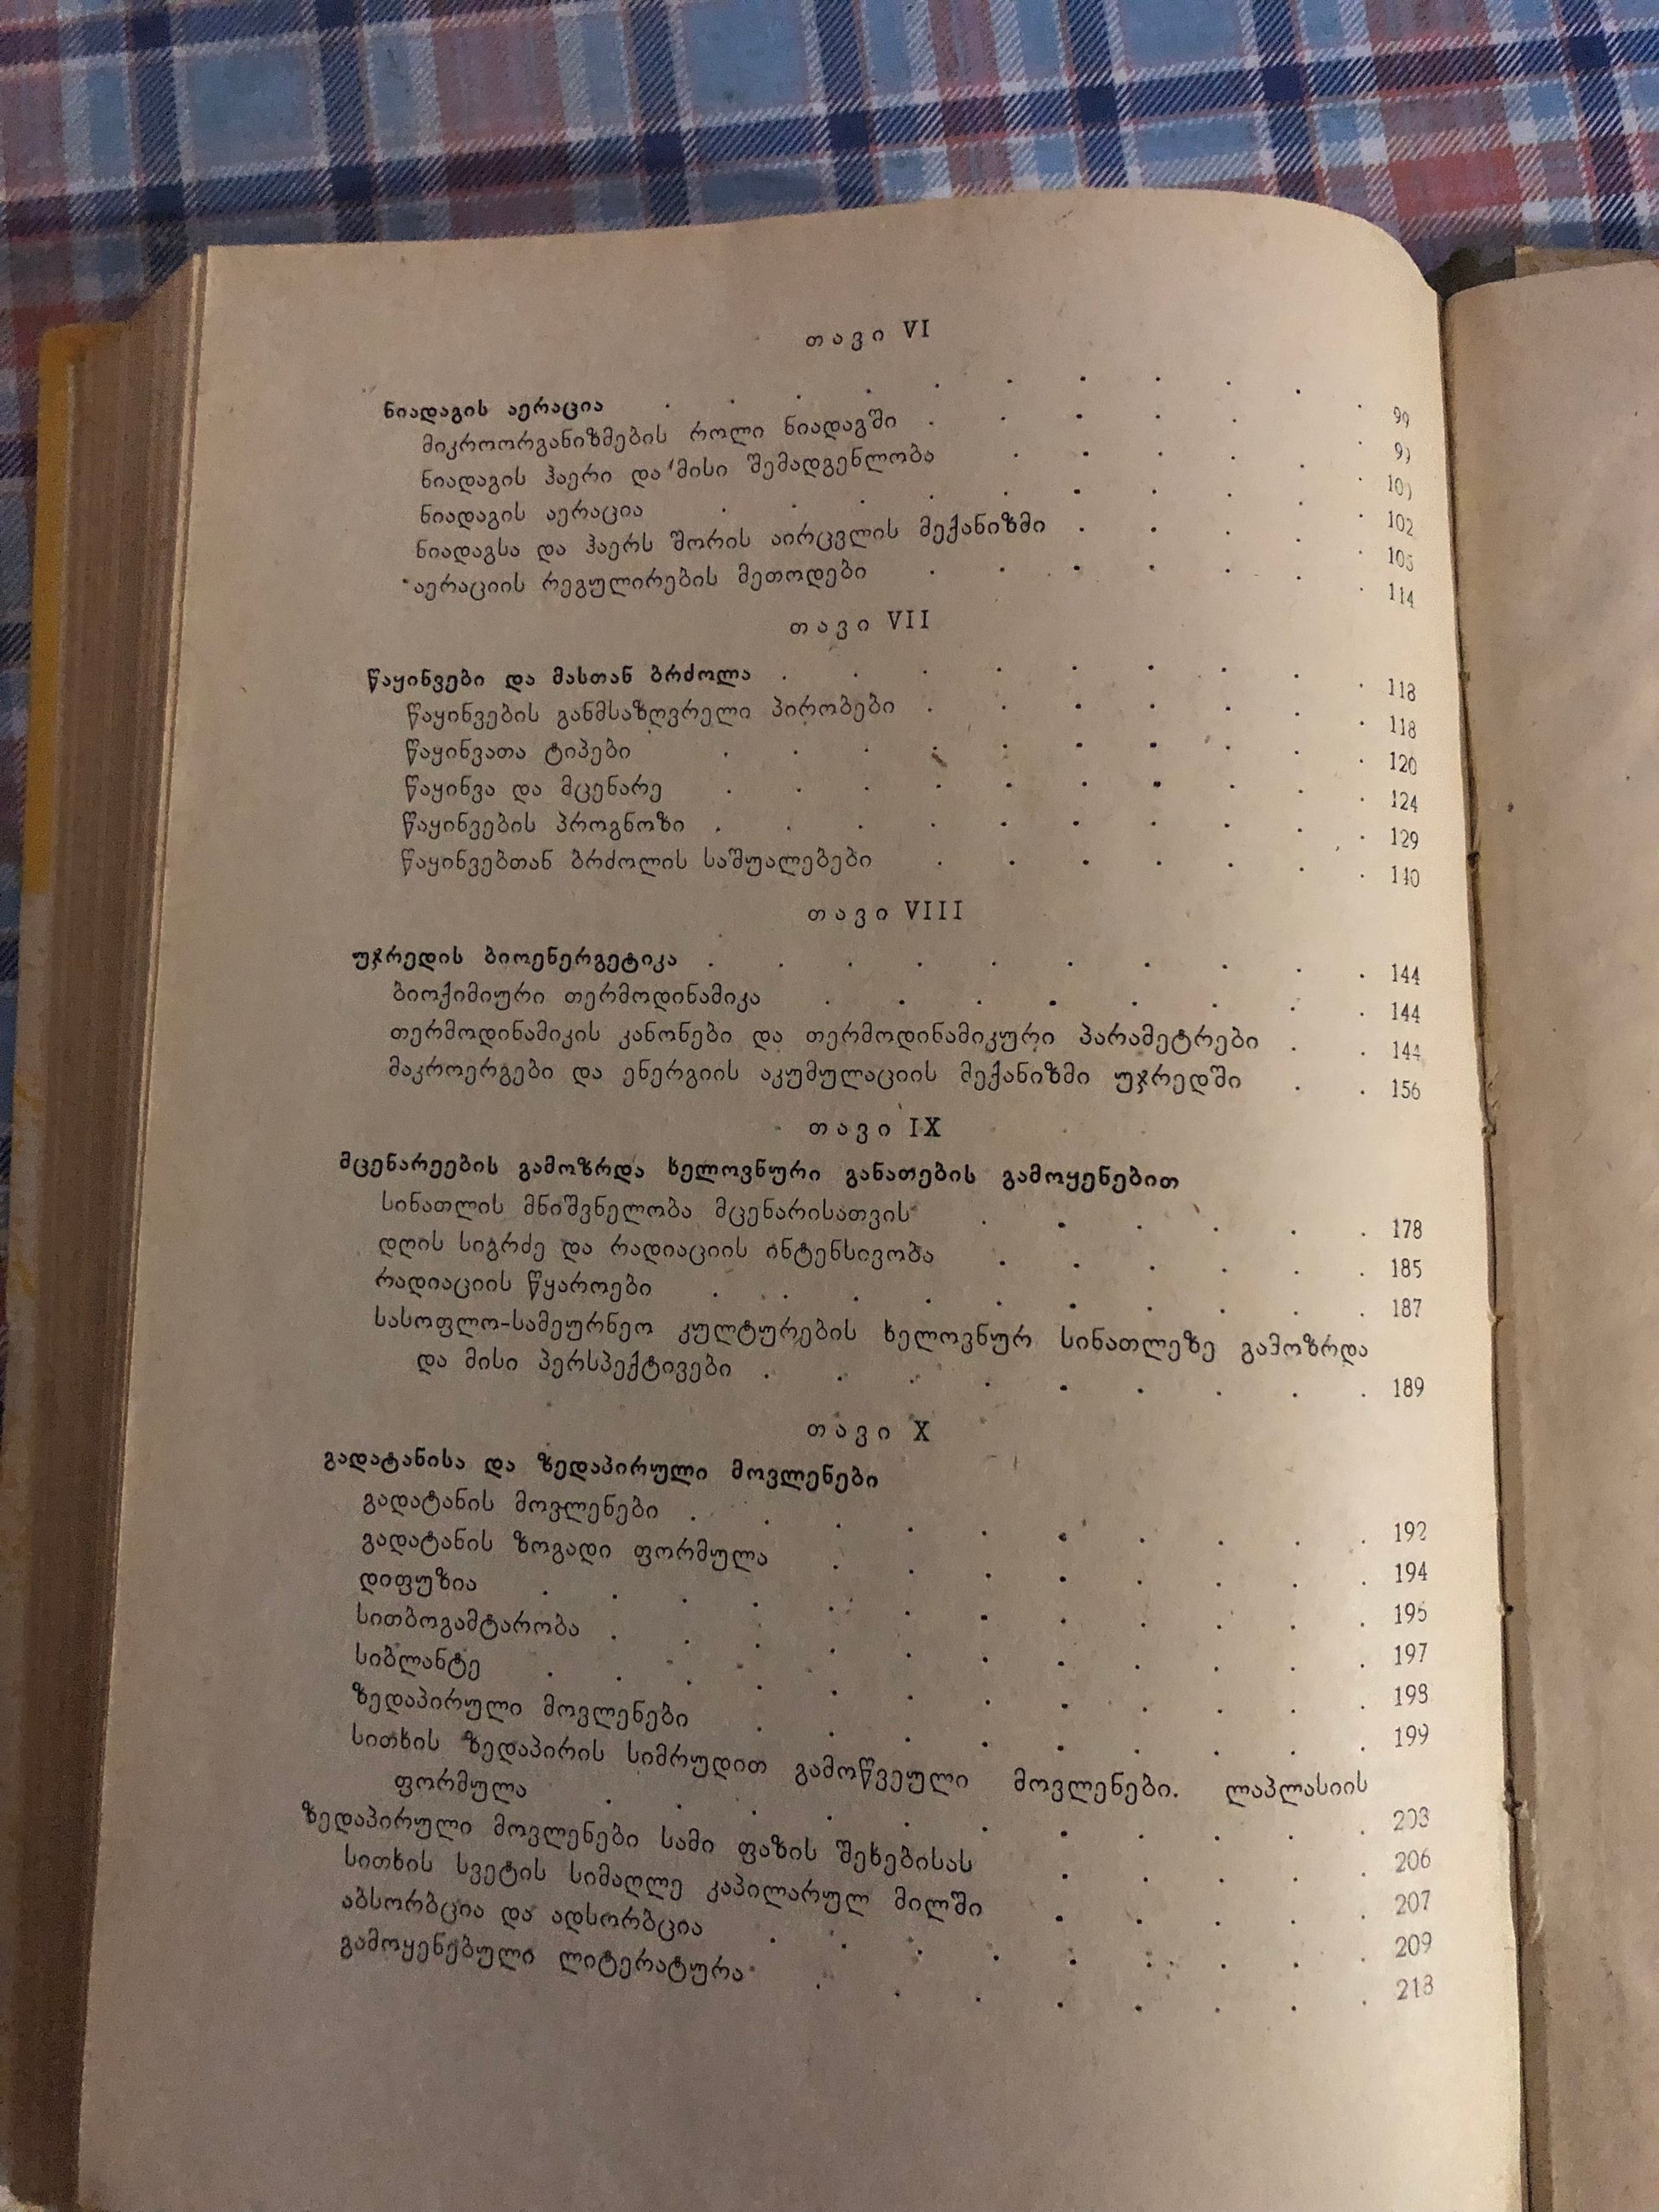 თავი VI
ნიადაგის აერაცია . . . . . . . . . . . 99
მიკროორგანიზმების როლი ნიადაგში . . . . . . .
ნიადაგის ჰაერი და მისი შემადგენლობა . . . . . .
ნიადაგის აერაცია . . . . . . . . . . 102
ნიადაგსა და ჰაერს შორის აირცვლის მექანიზმი . . . . .
აერაციის რეგულირების მეთოდები . . . . . . . 114
თავი VII
წაყინვები და მასთან ბრძოლა . . . . . . . . . 118
წაყინვების განმსაზღვრელი პირობები . . . . . . . 118
წაყინვათა ტიპები . . . . . . . . . . 120
წაყინვა და მცენარე . . . . . . . . . . 124
წაყინვების პროგნოზი . . . . . . . . . . 129
წაყინვებთან ბრძოლის საშუალებები . . . . . . . 140
თავი VIII
უჯრედის ბიოენერგეტიკა . . . . . . . . . . 144
ბიოქიმიური თერმოდინამიკა . . . . . . . . 144
თერმოდინამიკის კანონები და თერმოდინამიკური პარამეტრები . . 144
მაკროერგები და ენერგიის აკუმულაციის მექანიზმი უჯრედში . . 156
თავი IX
მცენარეების გამოზრდა ხელოვნური განათების გამოყენებით
სინათლის მნიშვნელობა მცენარისათვის . . . . . . 178
დღის სიგრძე და რადიაციის ინტენსივობა . . . . . . 185
რადიაციის წყაროები . . . . . . . . . . 187
სასოფლო-სამეურნეო კულტურების ხელოვნურ სინათლეზე გამოზრდა
და მისი პერსპექტივები . . . . . . . . . 189
თავი X
გადატანისა და ზედაპირული მოვლენები
გადატანის მოვლენები . . . . . . . . . . 192
გადატანის ზოგადი ფორმულა . . . . . . . . 194
დიფუზია . . . . . . . . . . . . 195
სითბოგამტარობა . . . . . . . . . . . 197
სიბლანტე . . . . . . . . . . . . 198
ზედაპირული მოვლენები . . . . . . . . . 199
სითხის ზედაპირის სიმრუდით გამოწვეული მოვლენები. ლაპლასიის
ფორმულა . . . . . . . . . . . 203
ზედაპირული მოვლენები სამი ფაზის შეხებისას . . . . . 206
სითხის სვეტის სიმაღლე კაპილარულ მილში . . . . . 207
აბსორბცია და ადსორბცია . . . . . . . . . 209
გამოყენებული ლიტერატურა . . . . . . . . 213